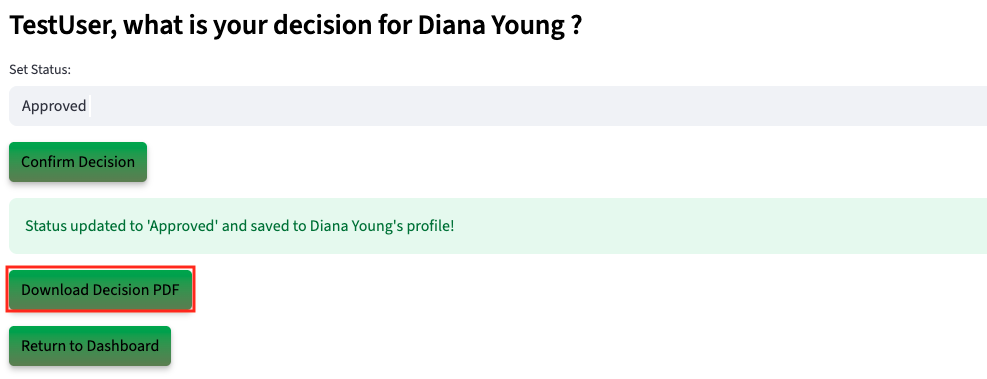 TestUser, what is your decision for Diana Young ?
Set Status:
Approved
Confirm Decision
Status updated to 'Approved' and saved to Diana Young's profile!
Download Decision PDF
Return to Dashboard